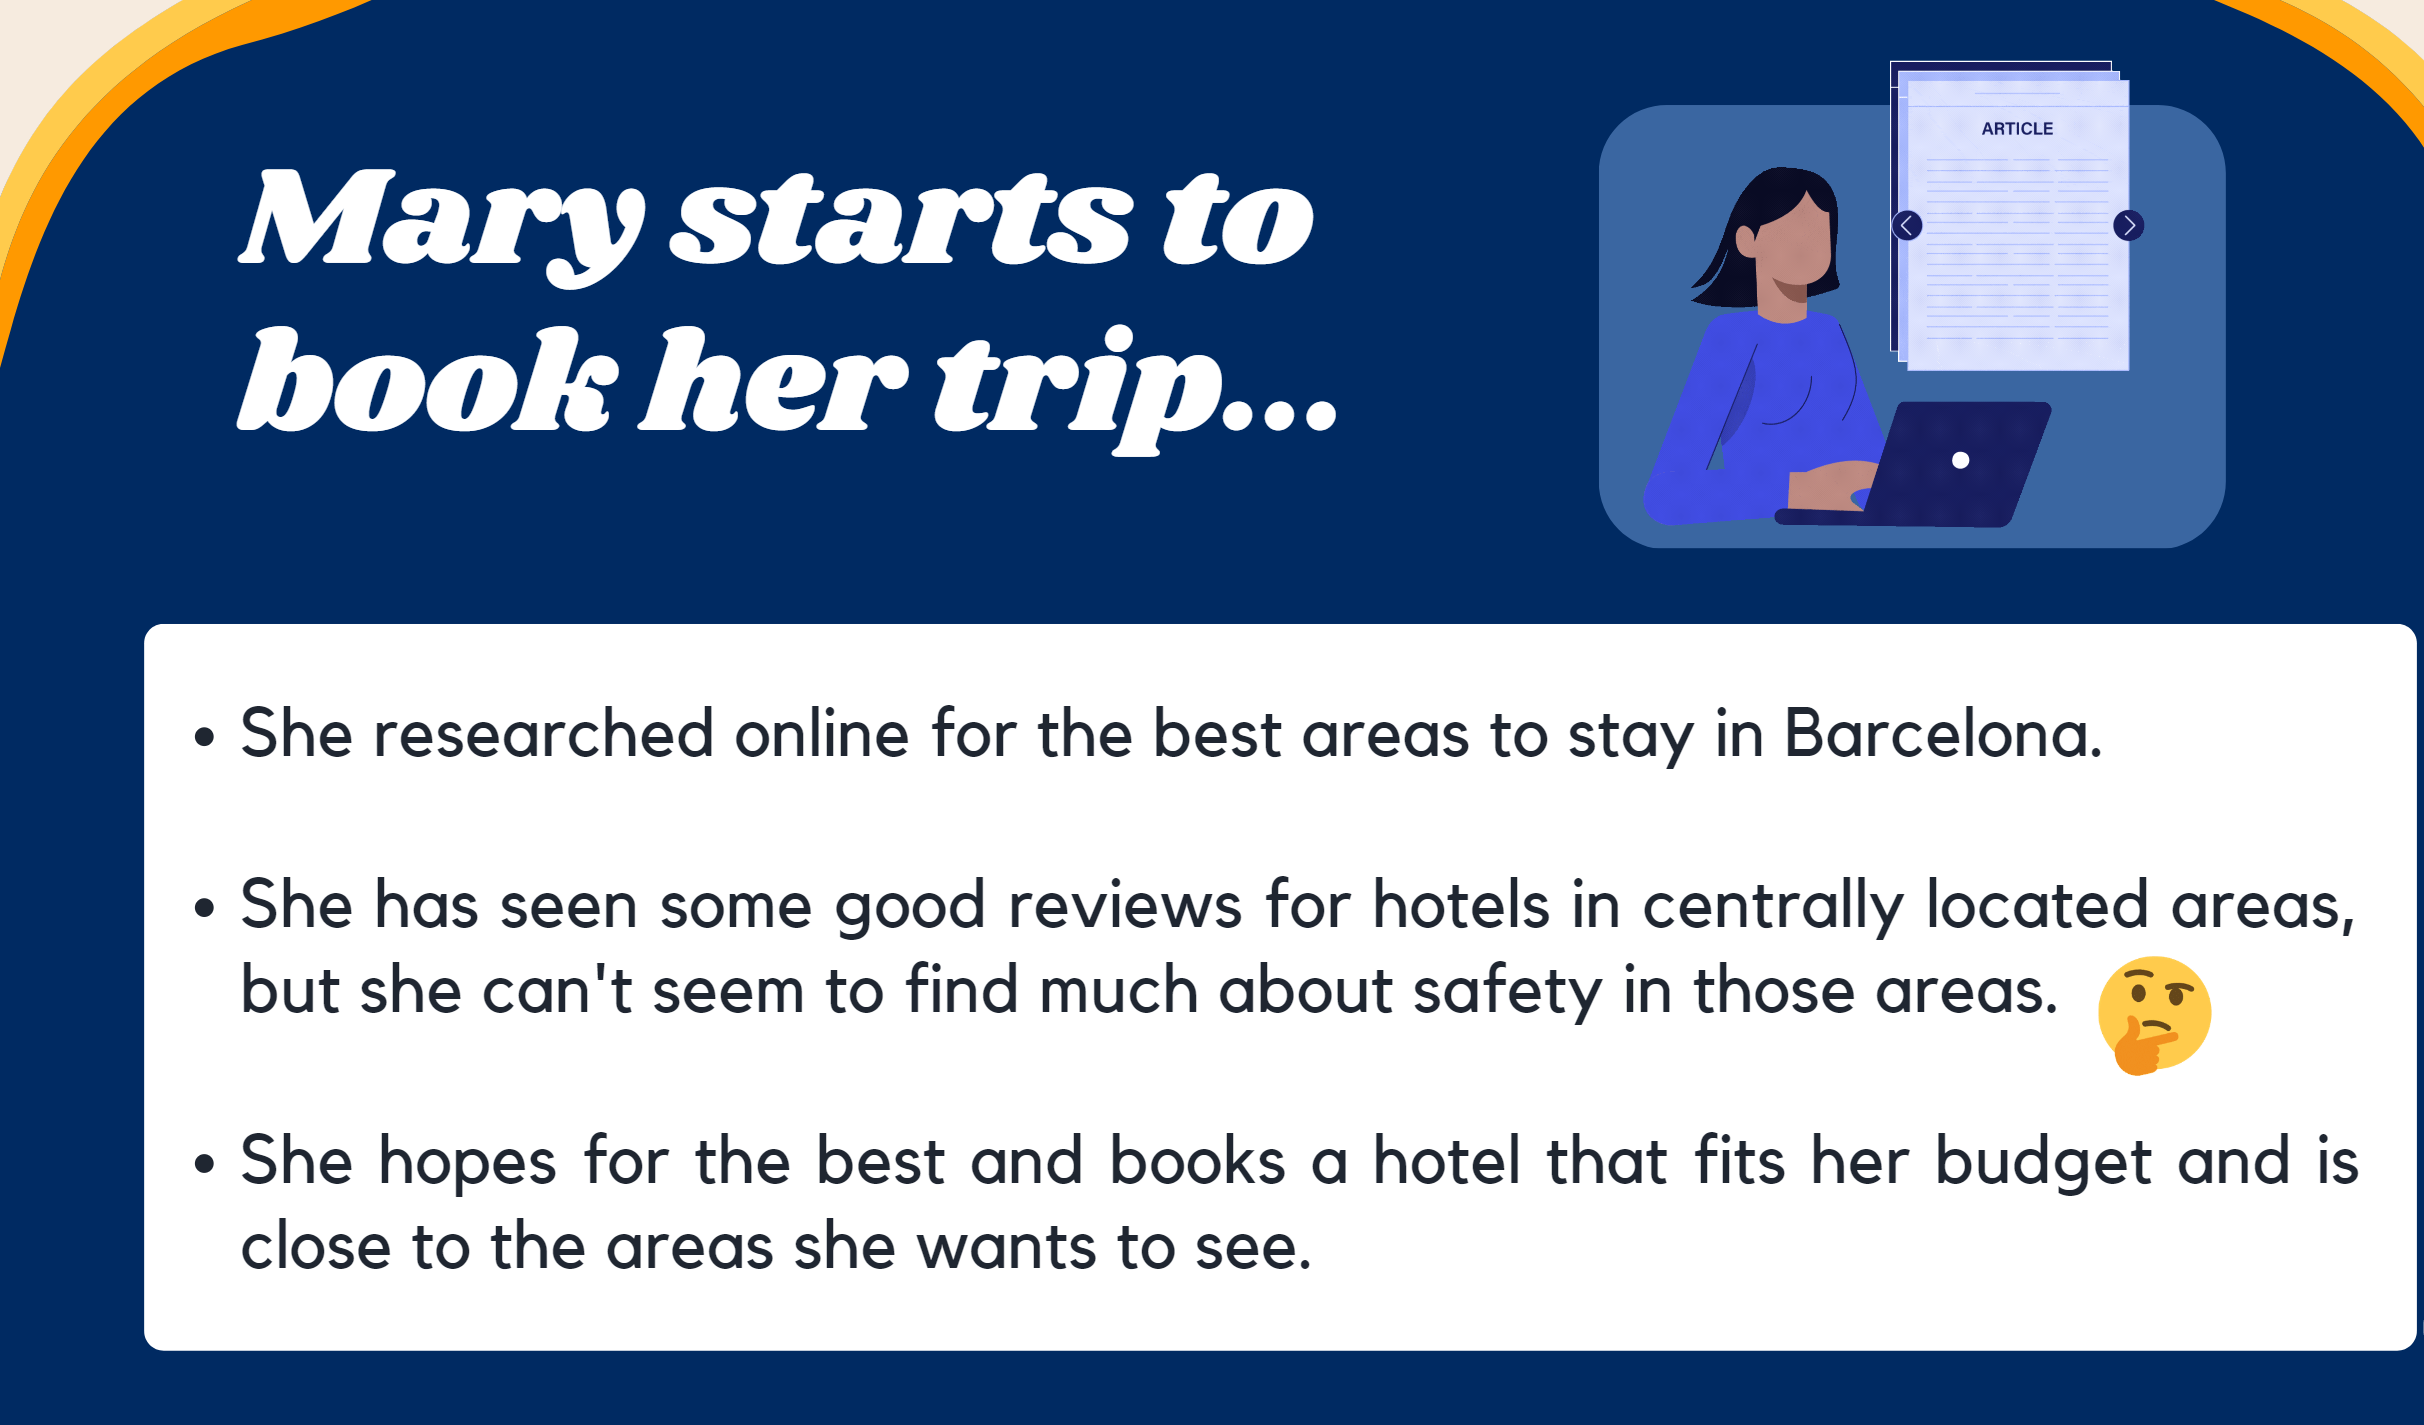 Mary starts to
book her trip...
ARTICLE
• She researched online for the best areas to stay in Barcelona.
• She has seen some good reviews for hotels in centrally located areas,
but she can't seem to find much about safety in those areas. 🤔
• She hopes for the best and books a hotel that fits her budget and is
close to the areas she wants to see.